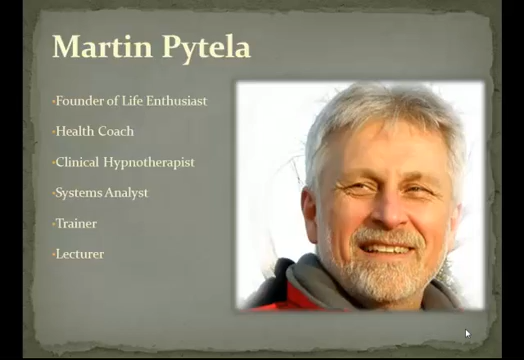 Martin Pytela
•Founder of Life Enthusiast
•Health Coach
•Clinical Hypnotherapist
•Systems Analyst
•Trainer
•Lecturer